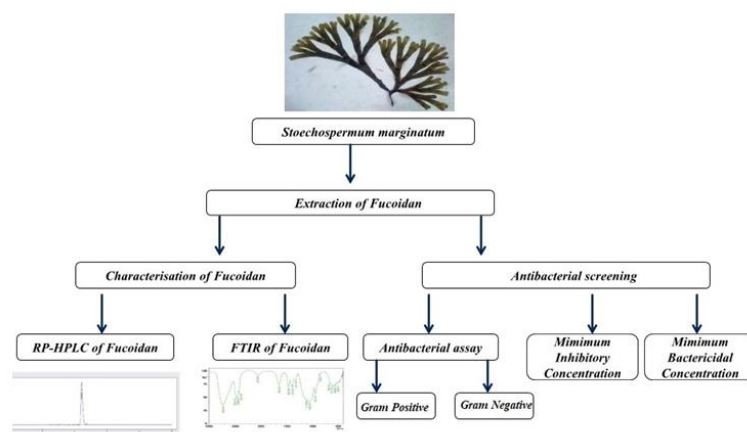 Stoechospermum marginatum
Extraction of Fucoidan
Characterisation of Fucoidan
Antibacterial screening
RP-HPLC of Fucoidan
FTIR of Fucoidan
Antibacterial assay
Mimimum
Inhibitory
Concentration
Mimimum
Bactericidal
Concentration
Gram Positive
Gram Negative